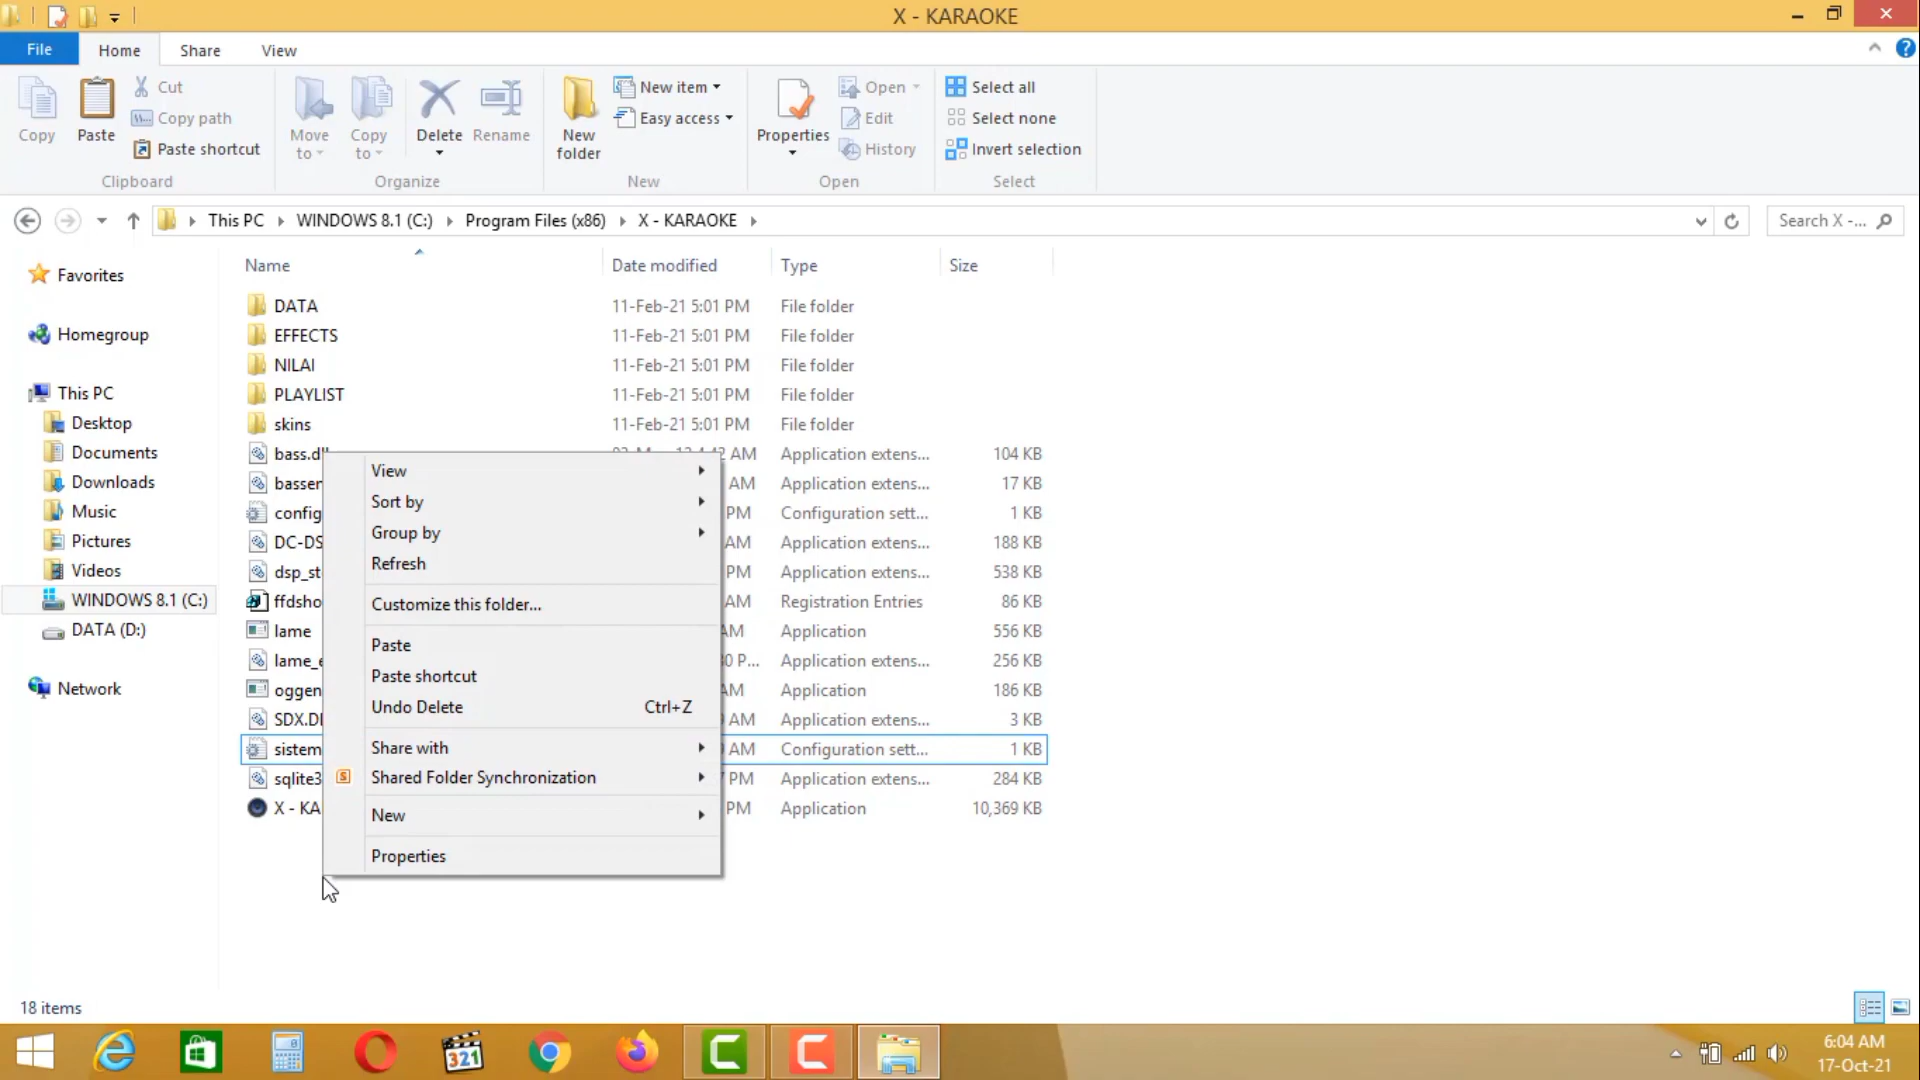 X - KARAOKE
File
Home
Share
View
Copy
Paste
Cut
Copy path
Paste shortcut
Clipboard
Move to
Copy to
Delete
Rename
Organize
New folder
New item
Easy access
New
Properties
Open
Edit
History
Open
Select all
Select none
Invert selection
Select
This PC
WINDOWS 8.1 (C:)
Program Files (x86)
X - KARAOKE
Search X -...
Favorites
Homegroup
This PC
Desktop
Documents
Downloads
Music
Pictures
Videos
WINDOWS 8.1 (C:)
DATA (D:)
Network
Name Date modified Type Size
DATA 11-Feb-21 5:01 PM File folder
EFFECTS 11-Feb-21 5:01 PM File folder
NILAI 11-Feb-21 5:01 PM File folder
PLAYLIST 11-Feb-21 5:01 PM File folder
skins 11-Feb-21 5:01 PM File folder
AM Application extens... 104 KB
AM Application extens... 17 KB
config PM Configuration sett... 1 KB
DC-DS AM Application extens... 188 KB
dsp_st PM Application extens... 538 KB
ffdsho AM Registration Entries 86 KB
lame AM Application 556 KB
lame_e P... Application extens... 256 KB
oggen AM Application 186 KB
AM Application extens... 3 KB
sistem AM Configuration sett... 1 KB
sqlite3 PM Application extens... 284 KB
X - KA PM Application 10,369 KB
View
Sort by
Group by
Refresh
Customize this folder...
Paste
Paste shortcut
Undo Delete Ctrl+Z
Share with
S Shared Folder Synchronization
New
Properties
18 items
321
6:04 AM
17-Oct-21